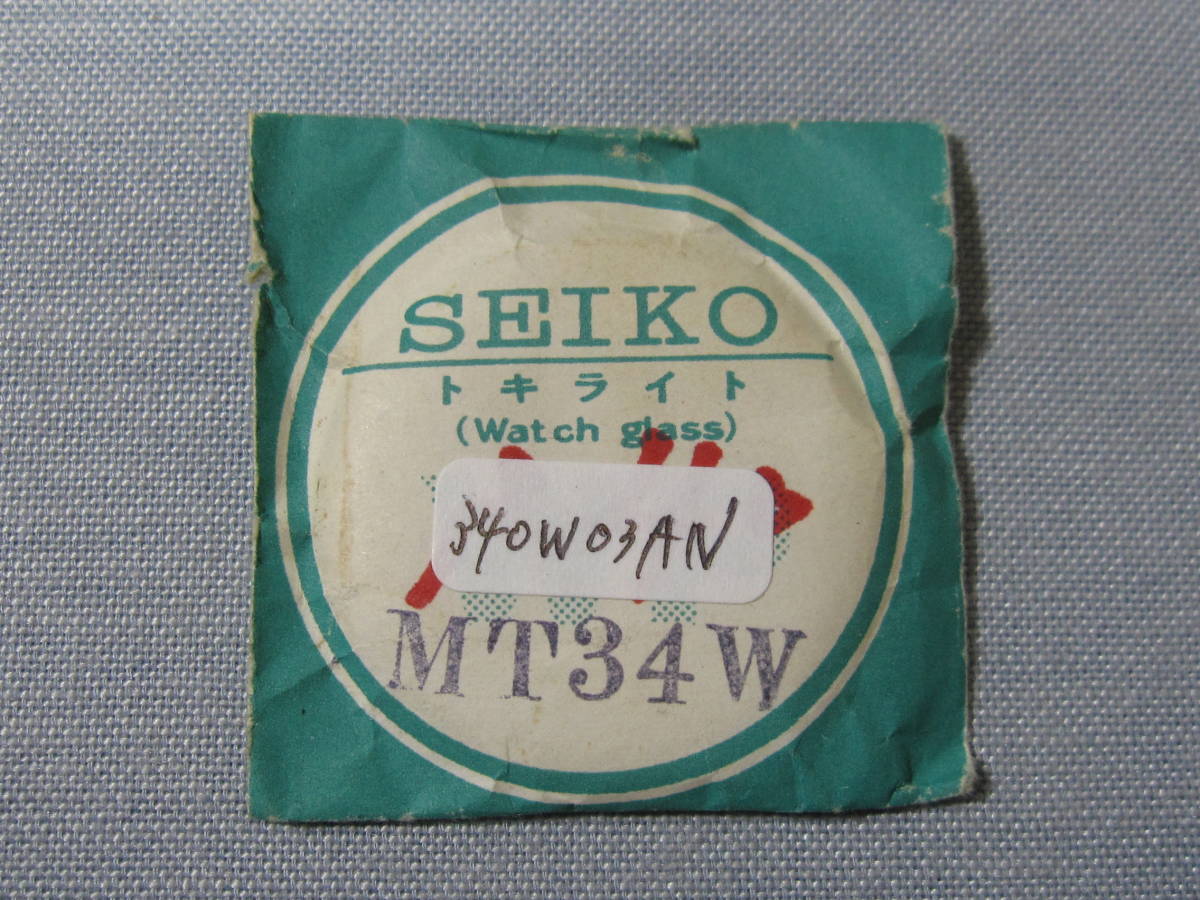 SEIKO
トキライト
(Watch glass)
340W03AN
MT34W